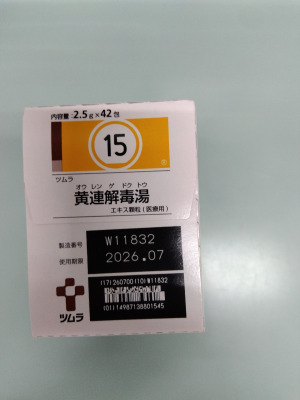 内容量:2.5g×42包
15
ツムラ
オウ レン ゲ ドク トウ
黄連解毒湯
エキス顆粒(医療用)
製造番号 W11832
使用期限 2026.07
(17)260700(10)W11832
(01)14987138801545
ツムラ